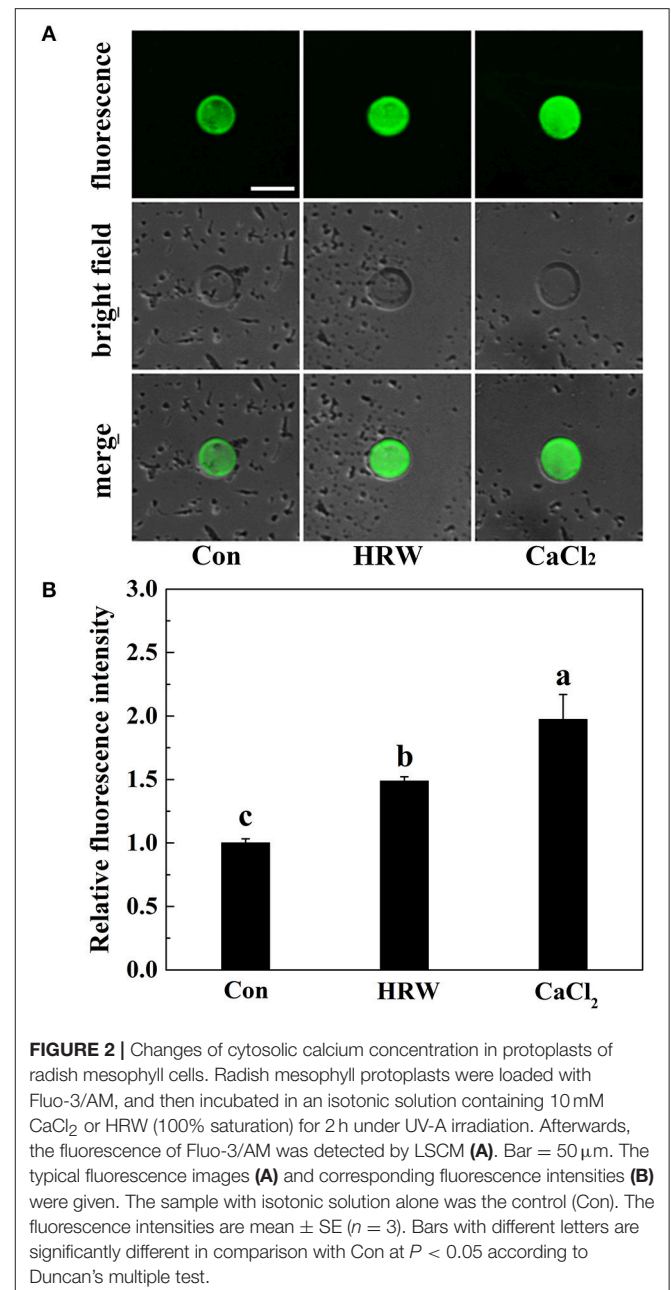 A
fluorescence
bright field
merge
Con HRW CaCl₂
B
Relative fluorescence intensity
3.0
2.5
2.0
1.5
1.0
0.5
0.0
c
b
a
Con HRW CaCl₂
FIGURE 2 | Changes of cytosolic calcium concentration in protoplasts of
radish mesophyll cells. Radish mesophyll protoplasts were loaded with
Fluo-3/AM, and then incubated in an isotonic solution containing 10 mM
CaCl₂ or HRW (100% saturation) for 2 h under UV-A irradiation. Afterwards,
the fluorescence of Fluo-3/AM was detected by LSCM (A). Bar = 50 μm. The
typical fluorescence images (A) and corresponding fluorescence intensities (B)
were given. The sample with isotonic solution alone was the control (Con). The
fluorescence intensities are mean ± SE (n = 3). Bars with different letters are
significantly different in comparison with Con at P < 0.05 according to
Duncan's multiple test.